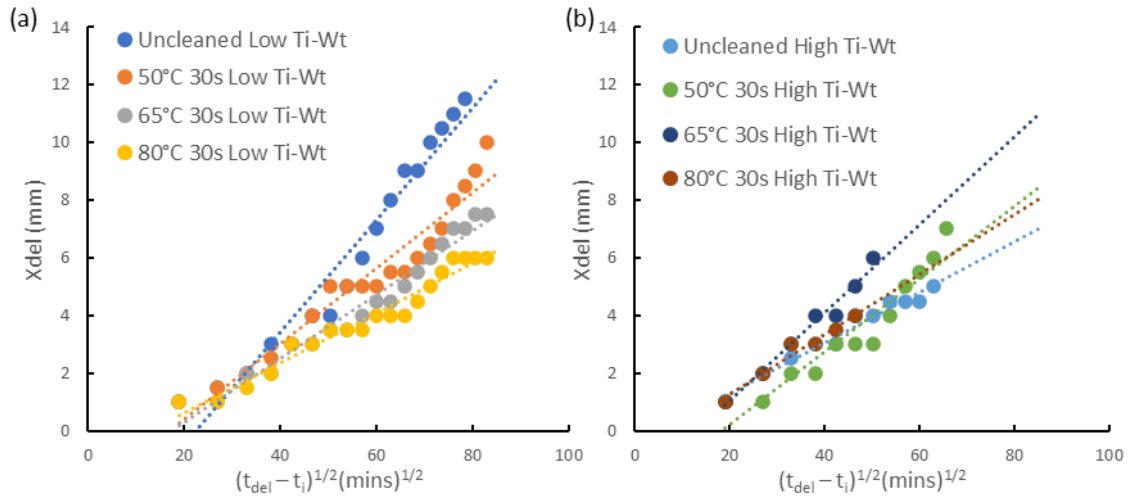 (a)
14
12
10
8
6
4
2
0
Xdel (mm)
Uncleaned Low Ti-Wt
50°C 30s Low Ti-Wt
65°C 30s Low Ti-Wt
80°C 30s Low Ti-Wt
0 20 40 60 80 100
(t_del – t_i)^1/2(mins)^1/2
(b)
14
12
10
8
6
4
2
0
Xdel (mm)
Uncleaned High Ti-Wt
50°C 30s High Ti-Wt
65°C 30s High Ti-Wt
80°C 30s High Ti-Wt
0 20 40 60 80 100
(t_del – t_i)^1/2(mins)^1/2